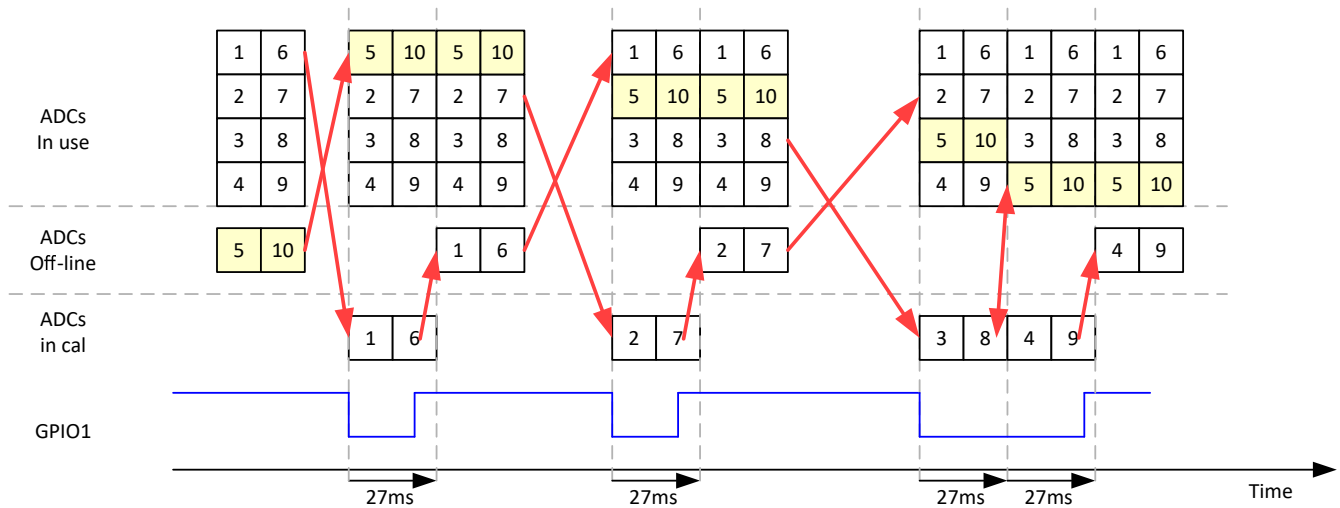 1 6 5 10 5 10 1 6 1 6 1 6 1 6 1 6
2 7 2 7 2 7 5 10 5 10 2 7 2 7 2 7
ADCs
In use
3 8 3 8 3 8 3 8 3 8 5 10 3 8 3 8
4 9 4 9 4 9 4 9 4 9 4 9 5 10 5 10
ADCs
Off-line
5 10 1 6 2 7 4 9
ADCs
in cal
1 6 2 7 3 8 4 9
GPIO1
27ms 27ms 27ms 27ms Time